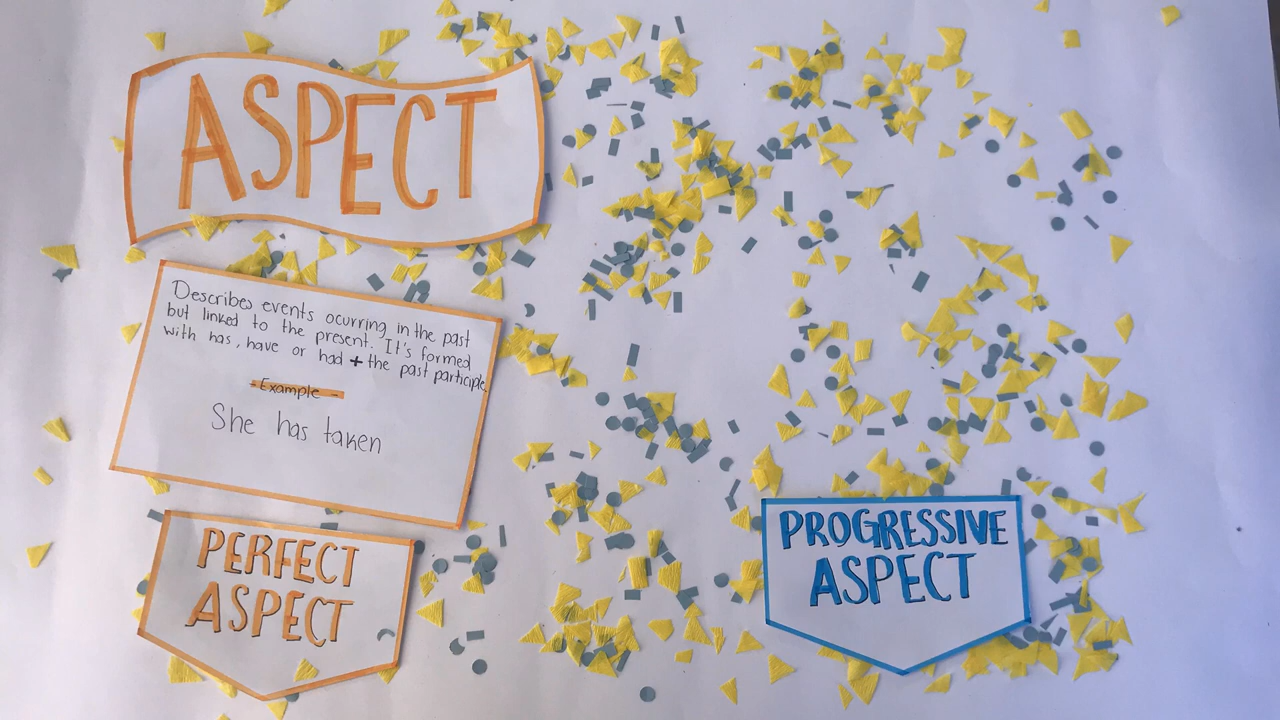 ASPECT
Describes events ocurring in the past
but linked to the present. It's formed
with has, have or had + the past participle.
- Example -
She has taken
PERFECT
ASPECT
PROGRESSIVE
ASPECT